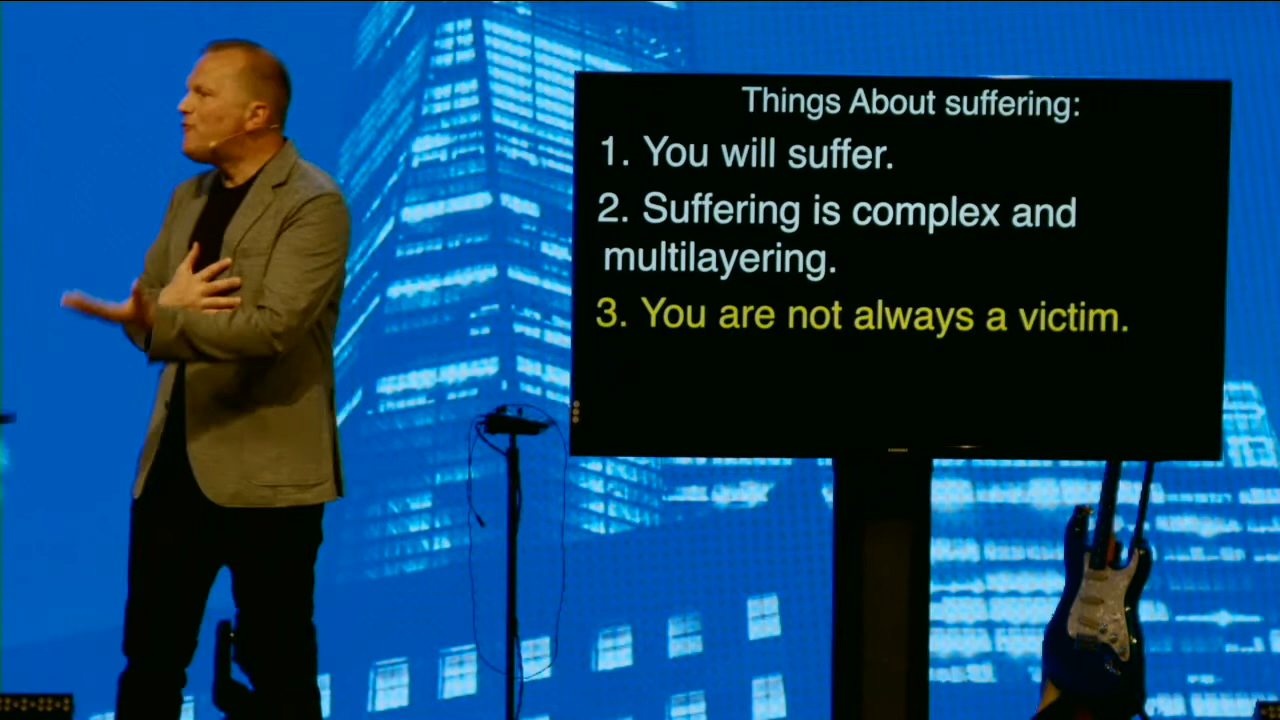 Things About suffering:
1. You will suffer.
2. Suffering is complex and
multilayering.
3. You are not always a victim.